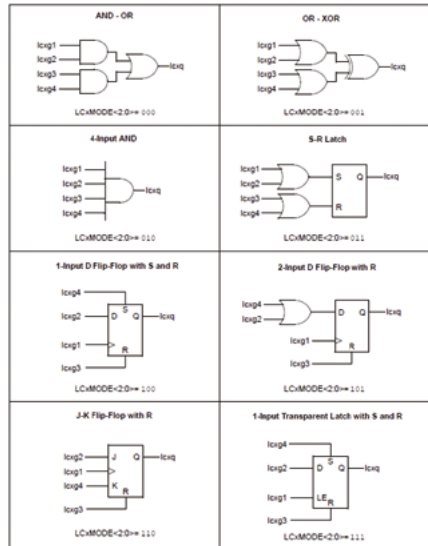 AND - OR
lcxg1
lcxg2
lcxg3
lcxg4
lcxq
LCxMODE<2:0>= 000
OR - XOR
lcxg1
lcxg2
lcxg3
lcxg4
lcxq
LCxMODE<2:0>= 001
4-Input AND
lcxg1
lcxg2
lcxg3
lcxg4
lcxq
LCxMODE<2:0>= 010
S-R Latch
lcxg1
lcxg2
lcxg3
lcxg4
S Q
lcxq
R
LCxMODE<2:0>= 011
1-Input D Flip-Flop with S and R
lcxg4
S
lcxg2
D Q
lcxq
lcxg1
R
lcxg3
LCxMODE<2:0>= 100
2-Input D Flip-Flop with R
lcxg4
lcxg2
D Q
lcxq
lcxg1
R
lcxg3
LCxMODE<2:0>= 101
J-K Flip-Flop with R
lcxg2
J Q
lcxq
lcxg1
lcxg4
K
R
lcxg3
LCxMODE<2:0>= 110
1-Input Transparent Latch with S and R
lcxg4
S
lcxg2
D Q
lcxq
lcxg1
LE
R
lcxg3
LCxMODE<2:0>= 111